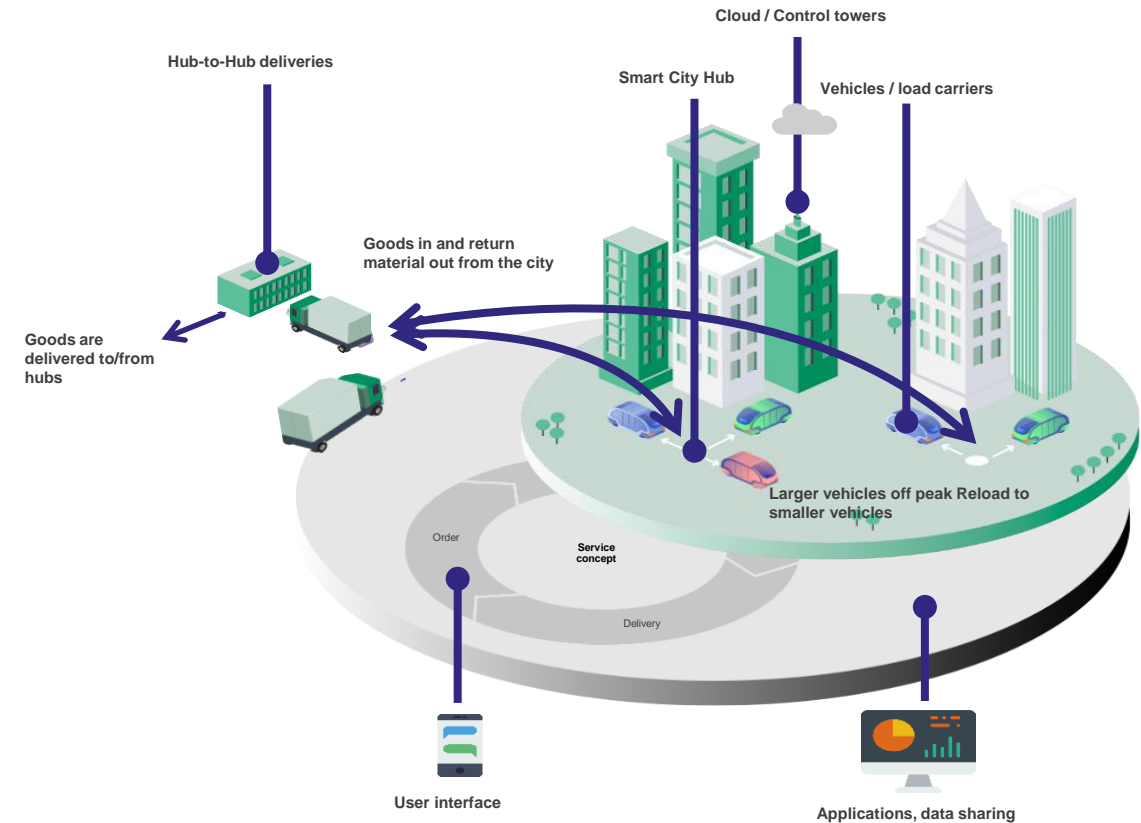 Cloud / Control towers
Hub-to-Hub deliveries
Smart City Hub
Vehicles / load carriers
Goods in and return
material out from the city
Goods are
delivered to/from
hubs
Larger vehicles off peak Reload to
smaller vehicles
Order
Service
concept
Delivery
User interface
Applications, data sharing